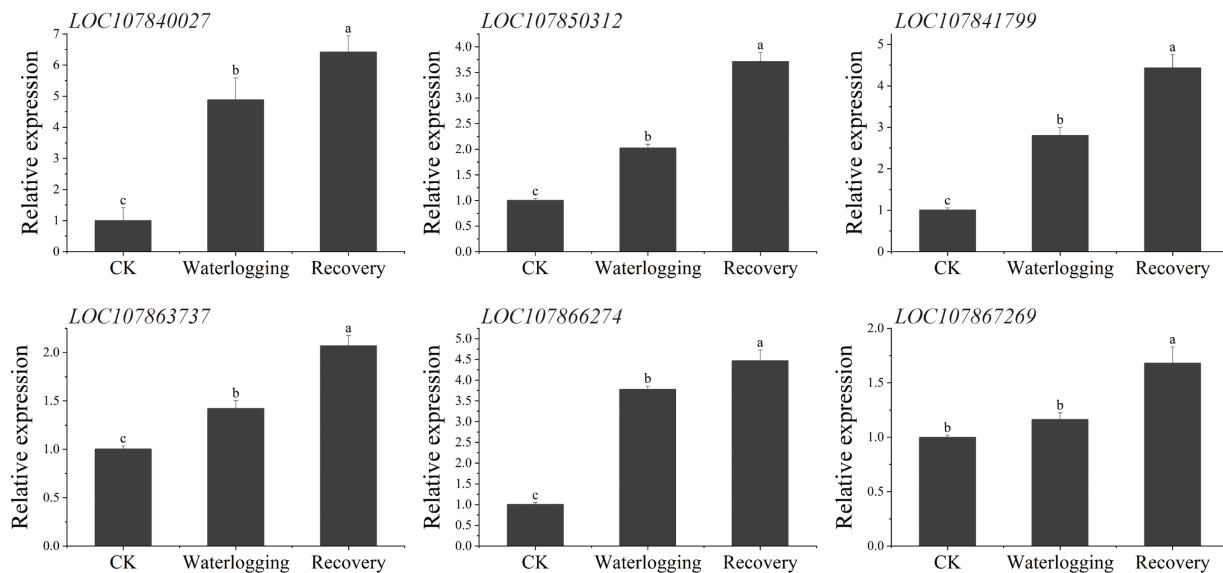 LOC107840027
7
6
5
4
3
2
1
0
Relative expression
c
b
a
CK Waterlogging Recovery
LOC107850312
4.0
3.5
3.0
2.5
2.0
1.5
1.0
0.5
0.0
Relative expression
c
b
a
CK Waterlogging Recovery
LOC107841799
5
4
3
2
1
0
Relative expression
c
b
a
CK Waterlogging Recovery
LOC107863737
2.0
1.5
1.0
0.5
0.0
Relative expression
c
b
a
CK Waterlogging Recovery
LOC107866274
5.0
4.5
4.0
3.5
3.0
2.5
2.0
1.5
1.0
0.5
0.0
Relative expression
c
b
a
CK Waterlogging Recovery
LOC107867269
2.0
1.5
1.0
0.5
0.0
Relative expression
b
b
a
CK Waterlogging Recovery